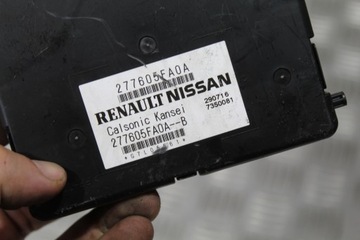 277605FA0A
RENAULT NISSAN
290716
7350081
Calsonic Kansei
277605FA0A--B